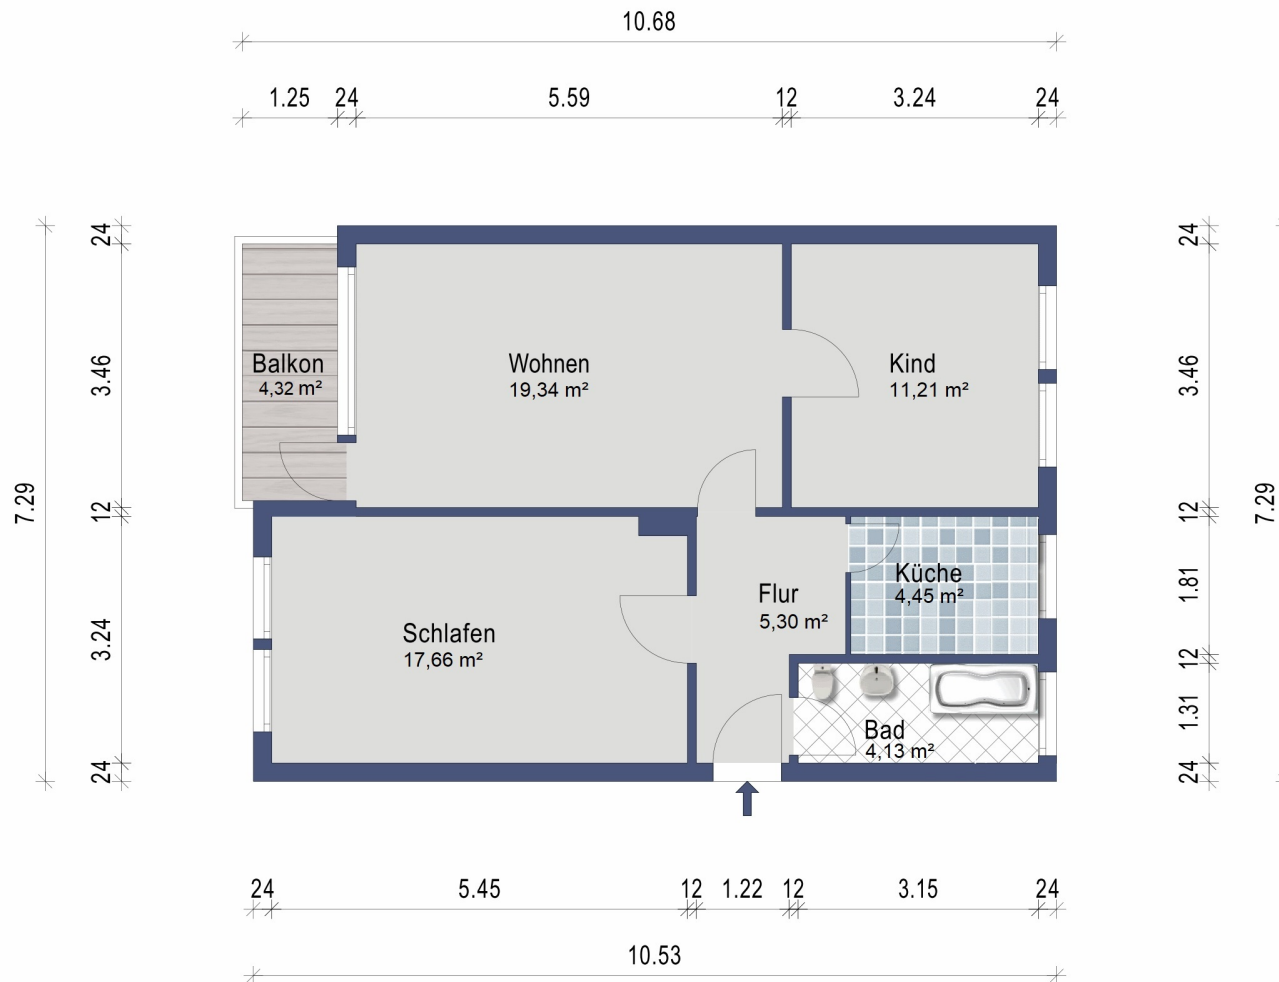 10.68
1.25 24 5.59 12 3.24 24
24
24
3.46
3.46
Balkon
4,32 m²
Wohnen
19,34 m²
Kind
11,21 m²
7.29
7.29
12
12
Schlafen
17,66 m²
Flur
5,30 m²
Küche
4,45 m²
3.24
1.81
12
1.31
Bad
4,13 m²
24
24
24 5.45 12 1.22 12 3.15 24
10.53